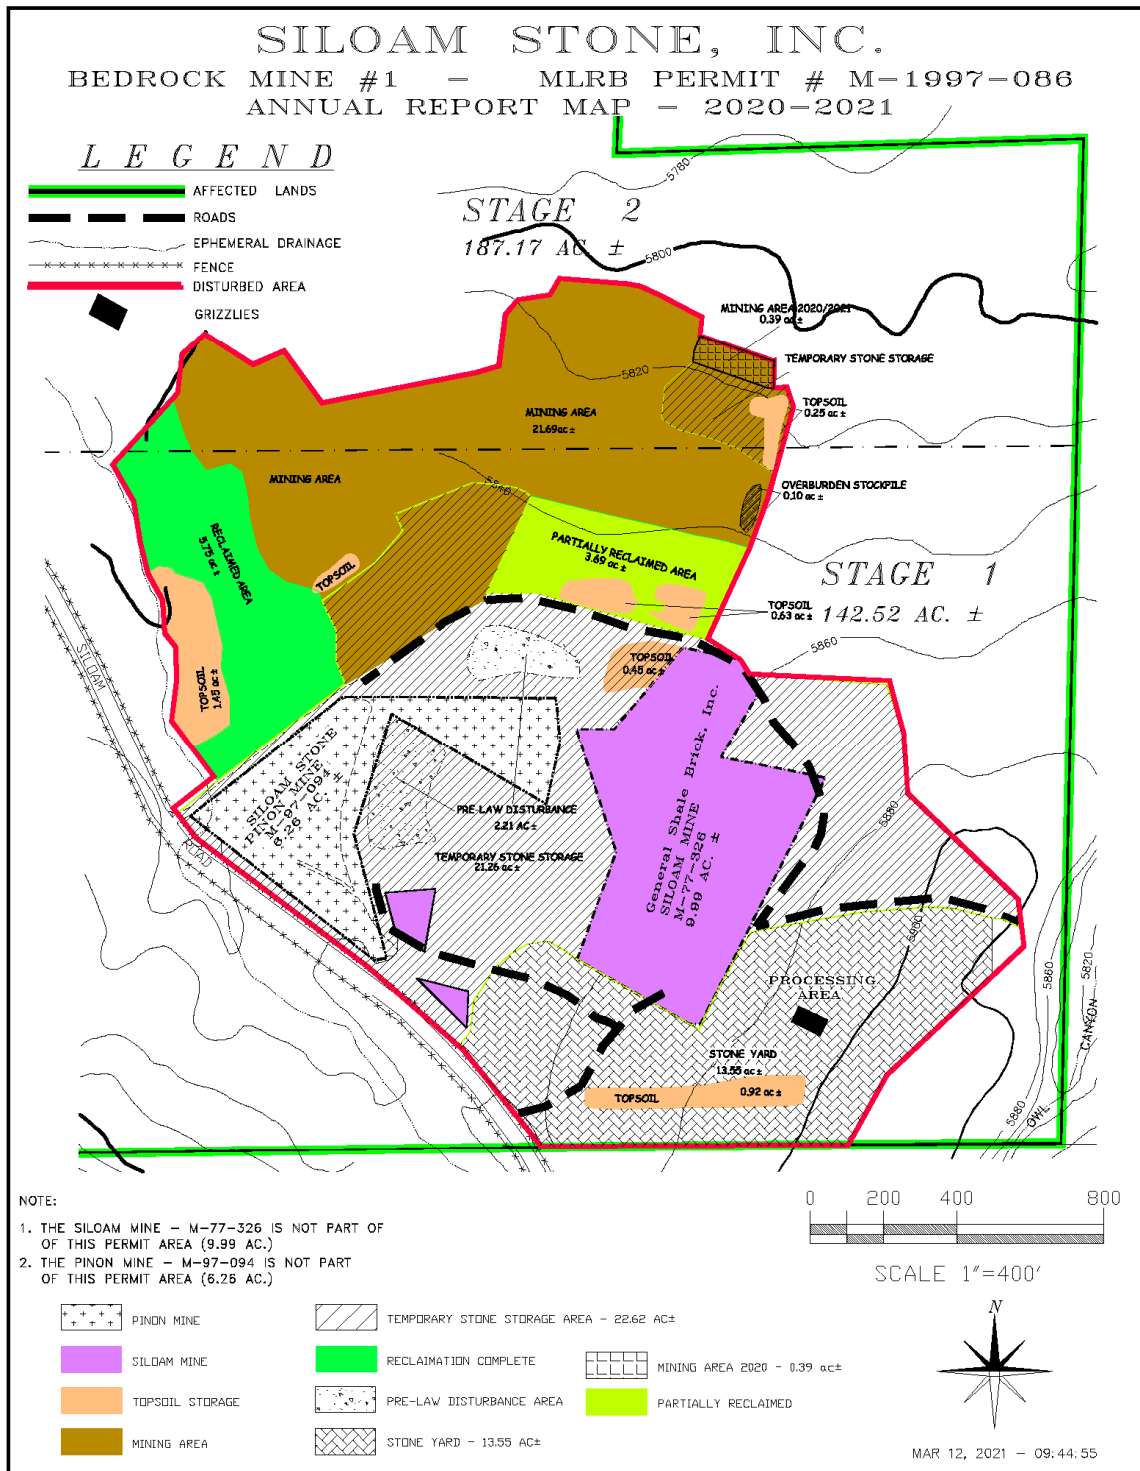 SILOAM STONE, INC.
BEDROCK MINE #1 - MLRB PERMIT # M-1997-086
ANNUAL REPORT MAP - 2020-2021
LEGEND
AFFECTED LANDS
ROADS
EPHEMERAL DRAINAGE
FENCE
DISTURBED AREA
GRIZZLIES
5760
STAGE 2
187.17 AC. ±
5800
MINING AREA 2020/2021
0.39 ac ±
TEMPORARY STONE STORAGE
5820
TOPSOIL
0.25 ac ±
MINING AREA
21.69 ac ±
MINING AREA
5840
OVERBURDEN STOCKPILE
0.10 ac ±
RECLAIMED AREA
5.75 ac ±
PARTIALLY RECLAIMED AREA
3.69 ac ±
TOPSOIL
STAGE 1
142.52 AC. ±
TOPSOIL
0.63 ac ±
5860
TOPSOIL
0.45 ac ±
TOPSOIL
1.45 ac ±
SILOAM
ROAD
SILOAM STONE
PINON MINE
M-97-094
6.26 AC. ±
General Shale Brick, Inc.
SILOAM MINE
M-77-326
9.99 AC. ±
PRE-LAW DISTURBANCE
2.21 AC ±
TEMPORARY STONE STORAGE
21.26 ac ±
5880
5900
PROCESSING
AREA
STONE YARD
13.55 ac ±
TOPSOIL
0.92 ac ±
5860
5820
5880
OWL
CANYON
NOTE:
1. THE SILOAM MINE - M-77-326 IS NOT PART OF
OF THIS PERMIT AREA (9.99 AC.)
2. THE PINON MINE - M-97-094 IS NOT PART
OF THIS PERMIT AREA (6.26 AC.)
0 200 400 800
SCALE 1"=400'
N
PINON MINE
SILOAM MINE
TOPSOIL STORAGE
MINING AREA
TEMPORARY STONE STORAGE AREA - 22.62 AC±
RECLAIMATION COMPLETE
PRE-LAW DISTURBANCE AREA
STONE YARD - 13.55 AC±
MINING AREA 2020 - 0.39 ac±
PARTIALLY RECLAIMED
MAR 12, 2021 - 09:44:55